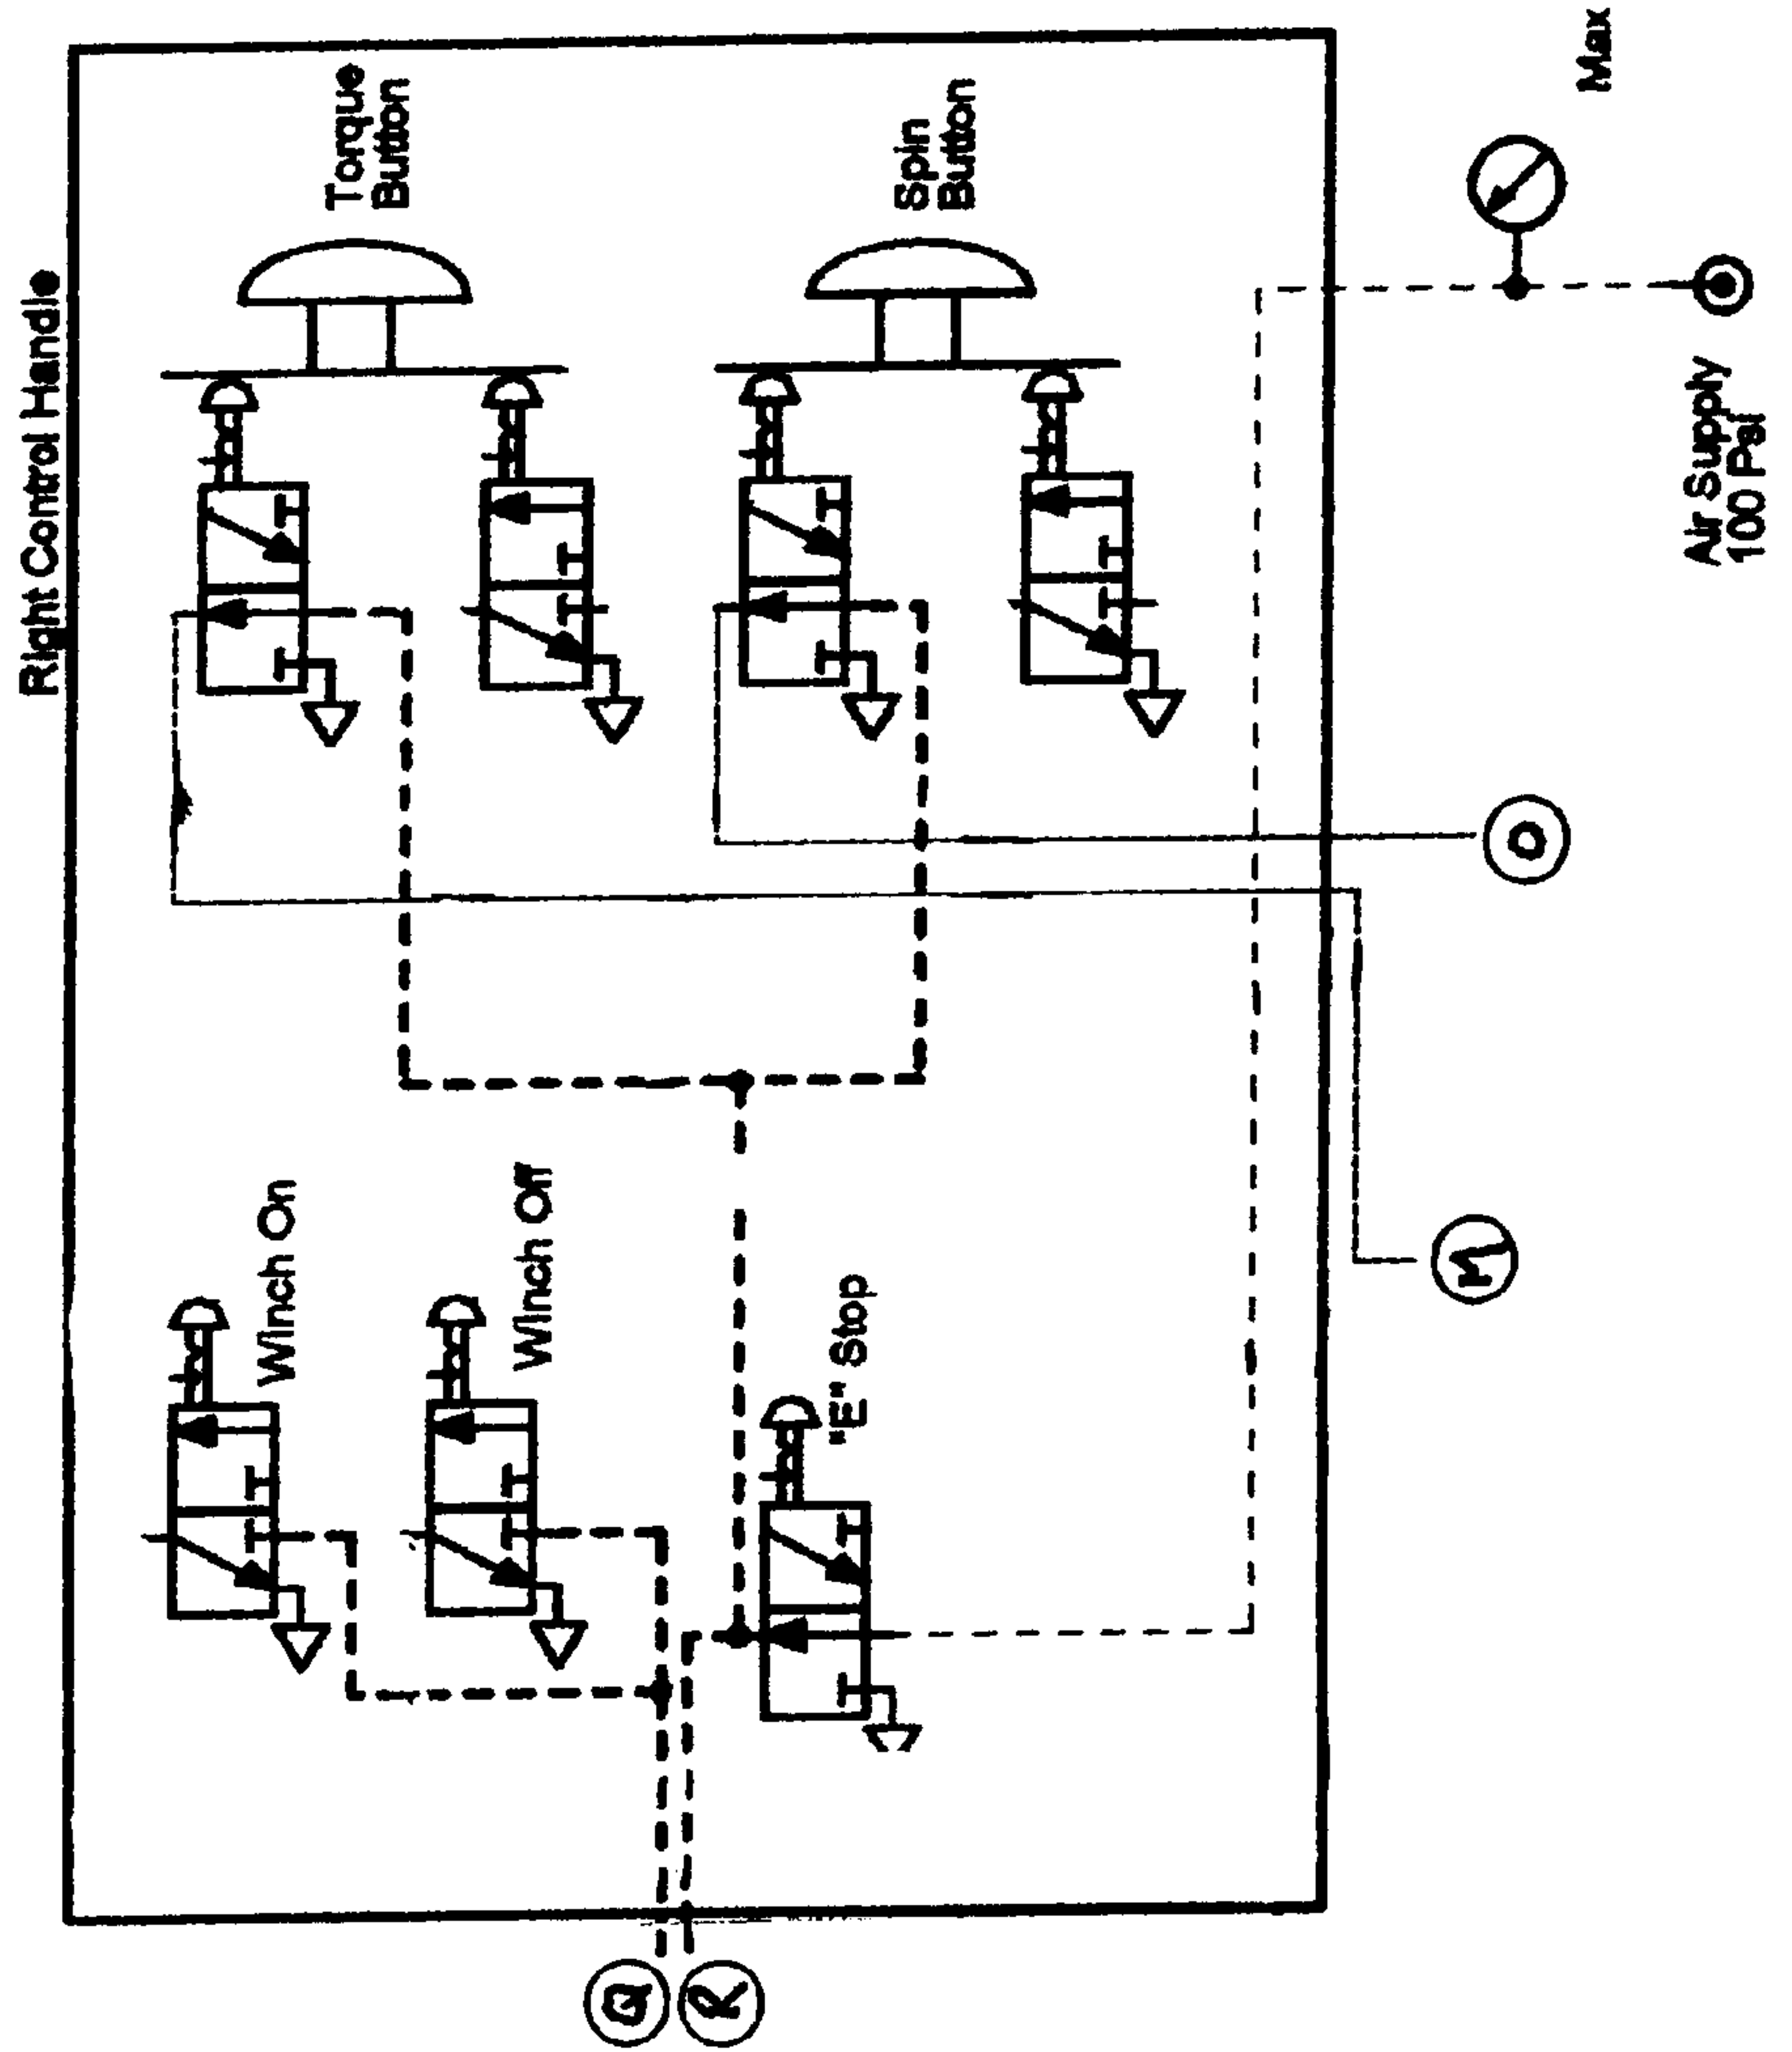 Right Control Handle
Torque
Button
Spin
Button
Max
Air Supply
100 Psi
Winch On
Winch Off
"E" Stop
O
Q
R